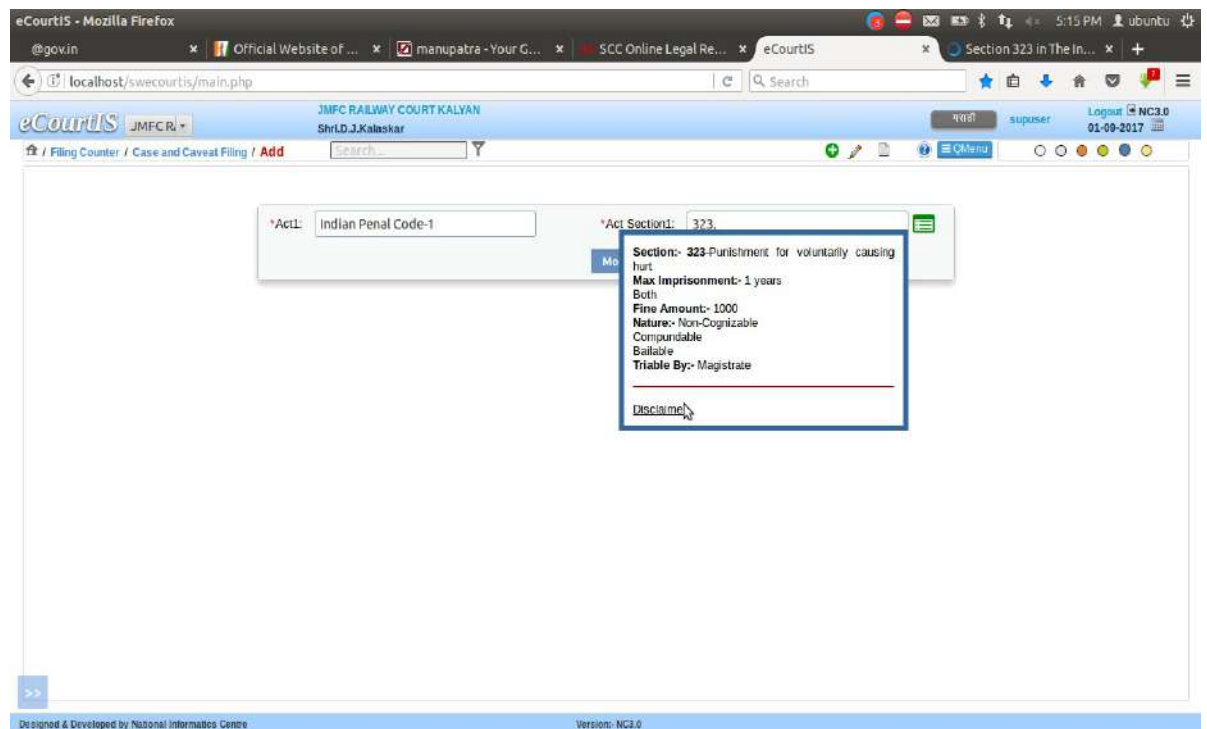 eCourtIS - Mozilla Firefox
5:15 PM ubuntu
@gov.in
Official Website of ...
manupatra - Your G...
SCC Online Legal Re...
eCourtIS
Section 323 in The In...
localhost/swecourtis/main.php
Search
eCourtIS
JMFC R
JMFC RAILWAY COURT KALYAN
Shri.D.J.Kalaskar
मराठी
supuser
Logout NC3.0
01-09-2017
/ Filing Counter / Case and Caveat Filing / Add
Search...
QMenu
*Act1: Indian Penal Code-1
*Act Section1: 323,
Mo
Section:- 323-Punishment for voluntarily causing
hurt
Max Imprisonment:- 1 years
Both
Fine Amount:- 1000
Nature:- Non-Cognizable
Compundable
Bailable
Triable By:- Magistrate
Disclaime
>>
Designed & Developed by National Informatics Centre
Version:- NC3.0